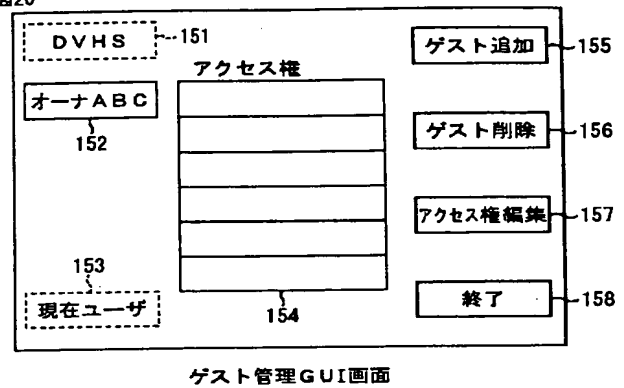 図20
DVHS
151
オーナABC
152
アクセス権
154
153
現在ユーザ
ゲスト追加
155
ゲスト削除
156
アクセス権編集
157
終了
158
ゲスト管理GUI画面